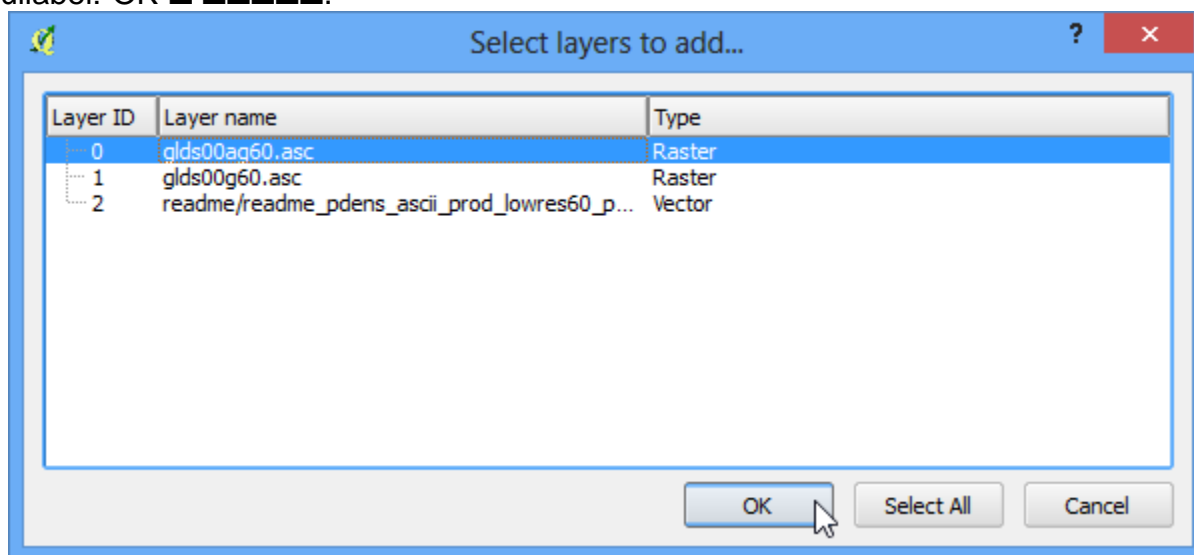 OK ■ ■■■■■.
Select layers to add...
?
×
Layer ID Layer name Type
0 glds00ag60.asc Raster
1 glds00g60.asc Raster
2 readme/readme_pdens_ascii_prod_lowres60_p... Vector
OK Select All Cancel